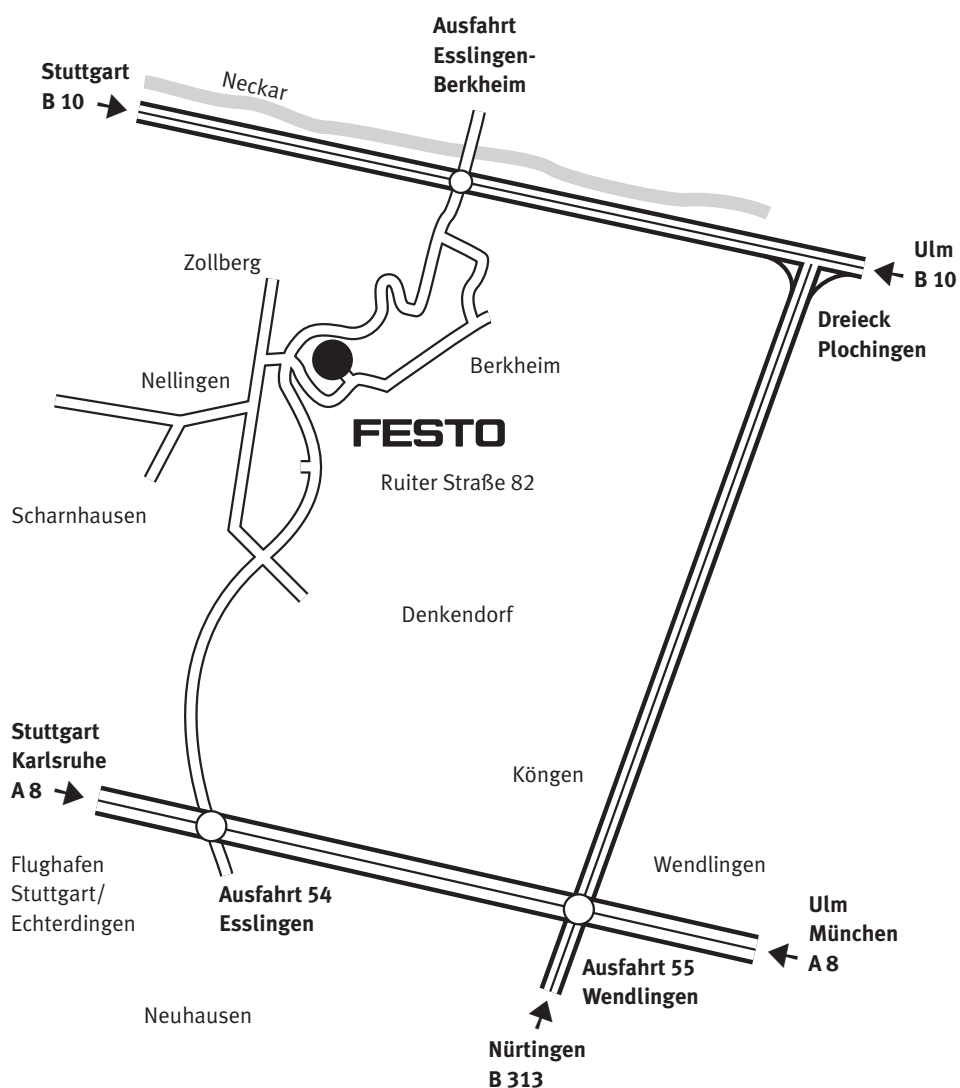 Ausfahrt
Esslingen-
Berkheim
Stuttgart
B 10
Neckar
Ulm
B 10
Zollberg
Dreieck
Plochingen
Berkheim
Nellingen
FESTO
Ruiter Straße 82
Scharnhausen
Denkendorf
Stuttgart
Karlsruhe
A 8
Köngen
Flughafen
Stuttgart/
Echterdingen
Ausfahrt 54
Esslingen
Wendlingen
Ulm
München
A 8
Ausfahrt 55
Wendlingen
Neuhausen
Nürtingen
B 313